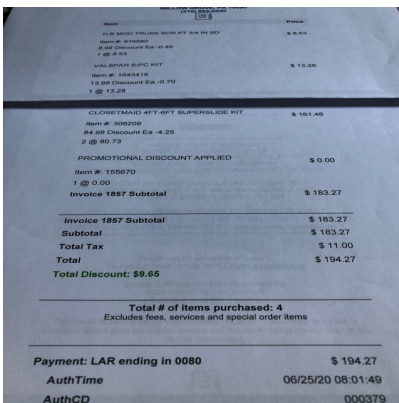 Item Price
1LB MOD TRUSS SCR PT 3/4 IN SD $ 8.53
8.98 Discount Ea -0.45
1 @ 8.53
VALSPAR 6-PC KIT $ 13.28
Item #: 1643419
13.98 Discount Ea -0.70
1 @ 13.28
CLOSETMAID 4FT-6FT SUPERSLIDE KIT $ 161.46
Item #: 306209
84.98 Discount Ea -4.25
2 @ 80.73
PROMOTIONAL DISCOUNT APPLIED $ 0.00
Item #: 155670
1 @ 0.00
Invoice 1857 Subtotal $ 183.27
Invoice 1857 Subtotal $ 183.27
Subtotal $ 183.27
Total Tax $ 11.00
Total $ 194.27
Total Discount: $9.65
Total # of items purchased: 4
Excludes fees, services and special order items
Payment: LAR ending in 0080 $ 194.27
AuthTime 06/25/20 08:01:49
AuthCD 000379